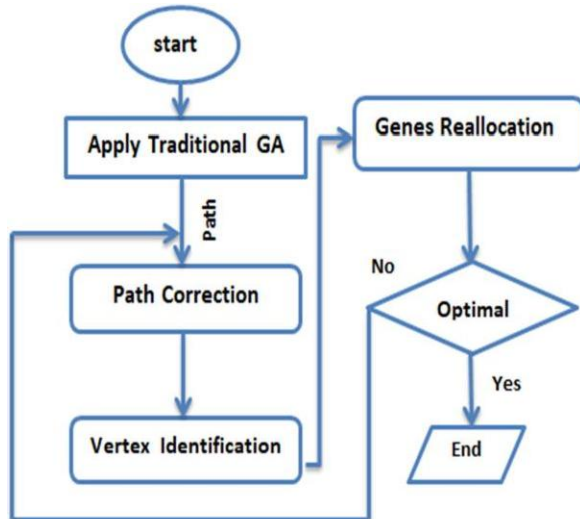 start
Apply Traditional GA
Path
Path Correction
Vertex Identification
Genes Reallocation
Optimal
No
Yes
End